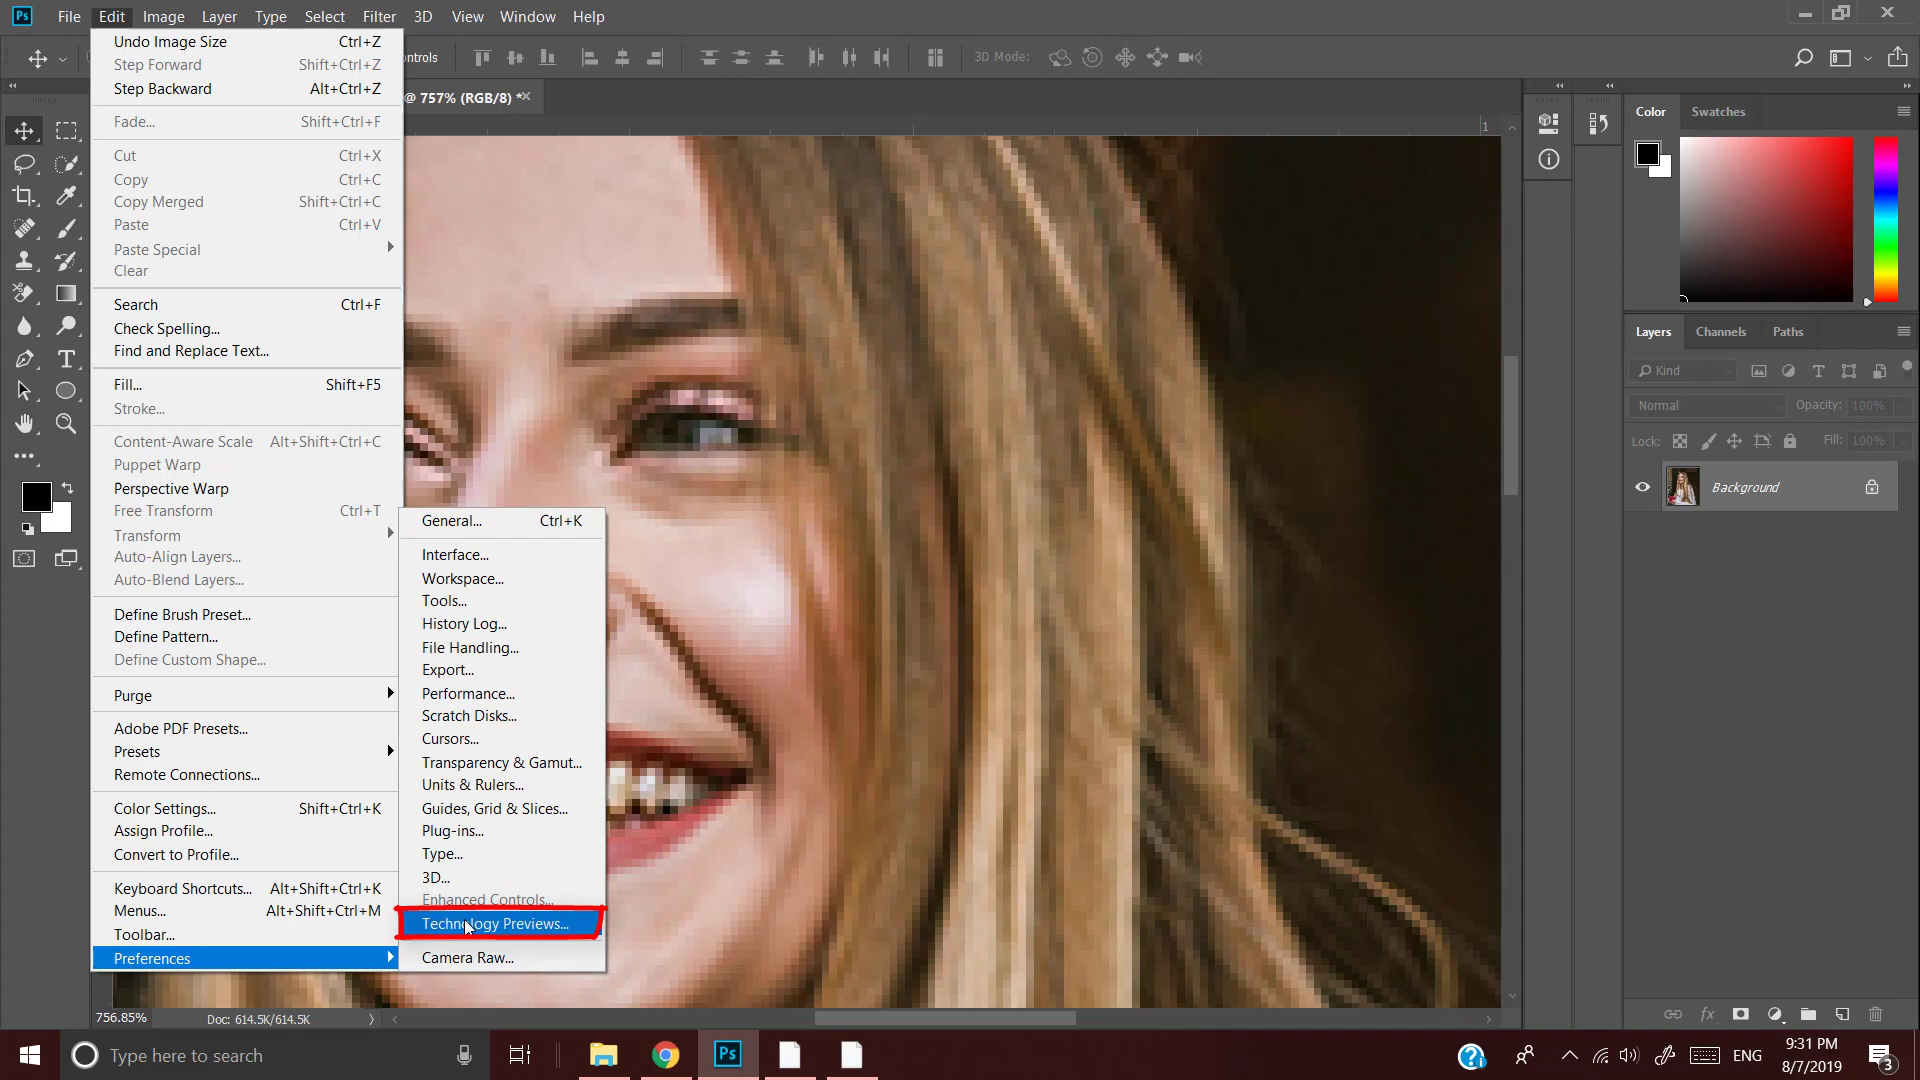 Ps File Edit Image Layer Type Select Filter 3D View Window Help
ontrols 3D Mode:
@ 757% (RGB/8) *
1
Undo Image Size Ctrl+Z
Step Forward Shift+Ctrl+Z
Step Backward Alt+Ctrl+Z
Fade... Shift+Ctrl+F
Cut Ctrl+X
Copy Ctrl+C
Copy Merged Shift+Ctrl+C
Paste Ctrl+V
Paste Special
Clear
Search Ctrl+F
Check Spelling...
Find and Replace Text...
Fill... Shift+F5
Stroke...
Content-Aware Scale Alt+Shift+Ctrl+C
Puppet Warp
Perspective Warp
Free Transform Ctrl+T
Transform
Auto-Align Layers...
Auto-Blend Layers...
Define Brush Preset...
Define Pattern...
Define Custom Shape...
Purge
Adobe PDF Presets...
Presets
Remote Connections...
Color Settings... Shift+Ctrl+K
Assign Profile...
Convert to Profile...
Keyboard Shortcuts... Alt+Shift+Ctrl+K
Menus... Alt+Shift+Ctrl+M
Toolbar...
Preferences
General... Ctrl+K
Interface...
Workspace...
Tools...
History Log...
File Handling...
Export...
Performance...
Scratch Disks...
Cursors...
Transparency & Gamut...
Units & Rulers...
Guides, Grid & Slices...
Plug-ins...
Type...
3D...
Enhanced Controls...
Technology Previews...
Camera Raw...
Color Swatches
Layers Channels Paths
Kind
Normal Opacity: 100%
Lock: Fill: 100%
Background
fx
756.85% Doc: 614.5K/614.5K
Type here to search
Ps
ENG
9:31 PM
8/7/2019
3